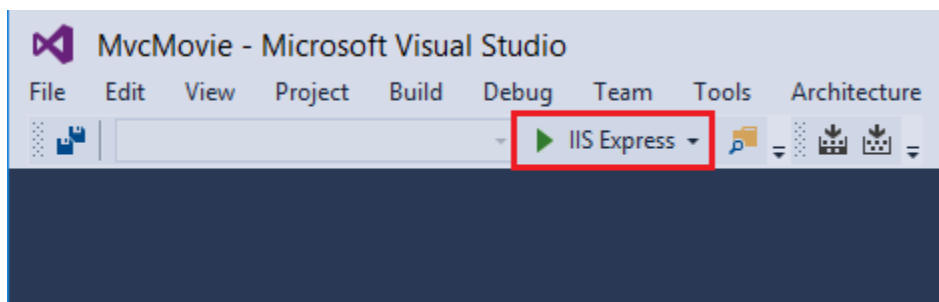 MvcMovie - Microsoft Visual Studio
File Edit View Project Build Debug Team Tools Architecture
IIS Express